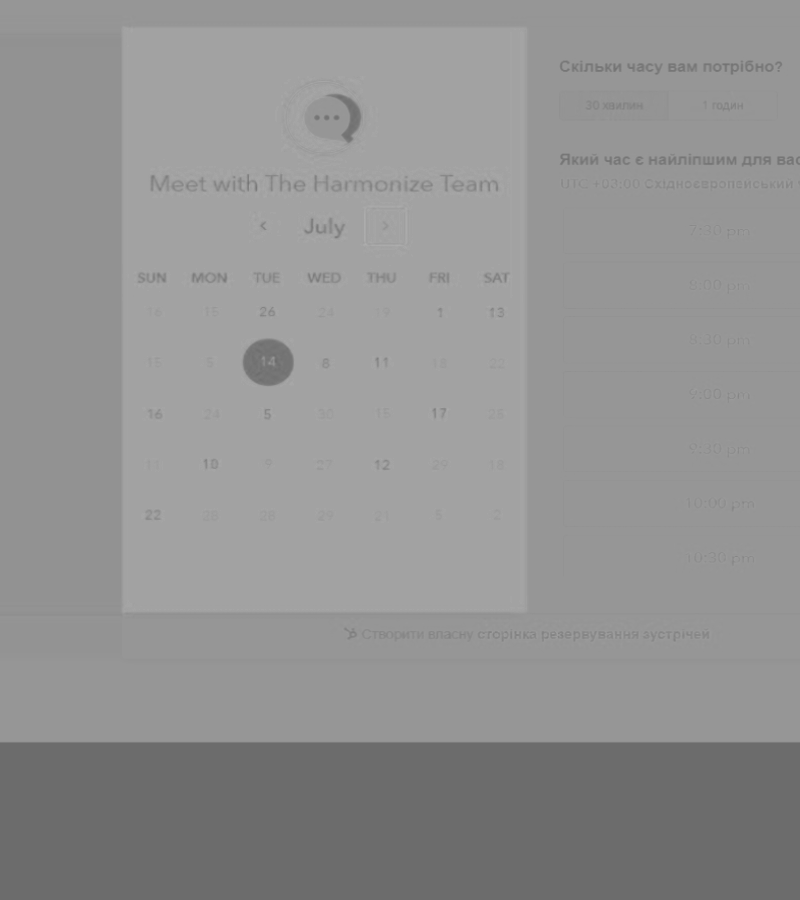 Meet with The Harmonize Team
July
SUN MON TUE WED THU FRI SAT
16 15 26 24 19 1 13
15 5 14 8 11 18 20
16 24 5 30 15 17 25
11 10 9 27 12 29 18
22 28 28 29 21 5 2
Скільки часу вам потрібно?
30 хвилин 1 годин
Який час є найліпшим для вас
UTC +03:00 Східноєвропейський
7:30 pm
8:00 pm
8:30 pm
9:00 pm
9:30 pm
10:00 pm
10:30 pm
Створити власну сторінка резервування зустрічей